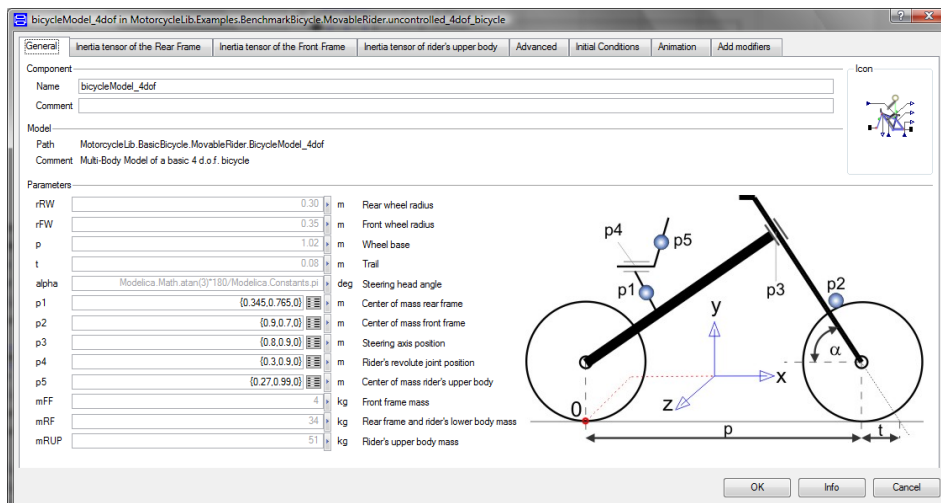 bicycleModel_4dof in MotorcycleLib.Examples.BenchmarkBicycle.MovableRider.uncontrolled_4dof_bicycle
General Inertia tensor of the Rear Frame Inertia tensor of the Front Frame Inertia tensor of rider's upper body Advanced Initial Conditions Animation Add modifiers
Component
Icon
Name bicycleModel_4dof
Comment
Model
Path MotorcycleLib.BasicBicycle.MovableRider.BicycleModel_4dof
Comment Multi-Body Model of a basic 4 d.o.f. bicycle
Parameters
rRW 0.30 m Rear wheel radius
rFW 0.35 m Front wheel radius
p 1.02 m Wheel base
t 0.08 m Trail
alpha Modelica.Math.atan(3)*180/Modelica.Constants.pi deg Steering head angle
p1 {0.345,0.765,0} m Center of mass rear frame
p2 {0.9,0.7,0} m Center of mass front frame
p3 {0.8,0.9,0} m Steering axis position
p4 {0.3,0.9,0} m Rider's revolute joint position
p5 {0.27,0.99,0} m Center of mass rider's upper body
mFF 4 kg Front frame mass
mRF 34 kg Rear frame and rider's lower body mass
mRUP 51 kg Rider's upper body mass
p4
p5
p1
p3
p2
y
α
x
z
0
p
t
OK Info Cancel